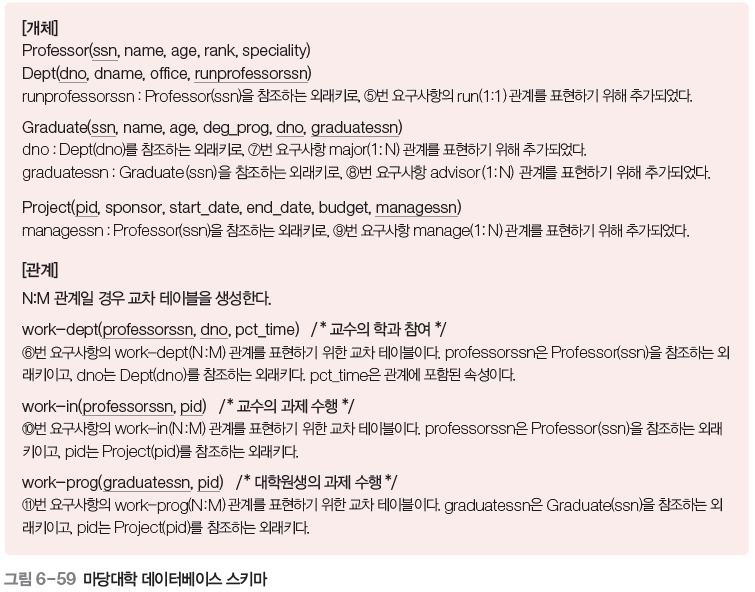 [개체]
Professor(ssn, name, age, rank, speciality)
Dept(dno, dname, office, runprofessorssn)
runprofessorssn : Professor(ssn)을 참조하는 외래키로, ⑤번 요구사항의 run(1:1) 관계를 표현하기 위해 추가되었다.
Graduate(ssn, name, age, deg_prog, dno, graduatessn)
dno : Dept(dno)를 참조하는 외래키로, ⑦번 요구사항 major(1: N) 관계를 표현하기 위해 추가되었다.
graduatessn : Graduate (ssn)을 참조하는 외래키로, ⑧번 요구사항 advisor(1:N) 관계를 표현하기 위해 추가되었다.
Project(pid, sponsor, start_date, end_date, budget, managessn)
managessn : Professor(ssn)을 참조하는 외래키로, ⑨번 요구사항 manage(1: N) 관계를 표현하기 위해 추가되었다.
[관계]
N:M 관계일 경우 교차 테이블을 생성한다.
work-dept(professorssn, dno, pct_time) /* 교수의 학과 참여 */
⑥번 요구사항의 work-dept(N:M) 관계를 표현하기 위한 교차 테이블이다. professorssn은 Professor(ssn)을 참조하는 외
래키이고, dno는 Dept(dno)를 참조하는 외래키다. pct_time은 관계에 포함된 속성이다.
work-in(professorssn, pid) /* 교수의 과제 수행 */
⑩번 요구사항의 work-in(N:M) 관계를 표현하기 위한 교차 테이블이다. professorssn은 Professor(ssn)을 참조하는 외래
키이고, pid는 Project(pid)를 참조하는 외래키다.
work-prog(graduatessn, pid) /* 대학원생의 과제 수행 */
⑪번 요구사항의 work-prog(N:M) 관계를 표현하기 위한 교차 테이블이다. graduatessn은 Graduate(ssn)을 참조하는 외
래키이고, pid는 Project(pid)를 참조하는 외래키다.
그림 6-59 마당대학 데이터베이스 스키마